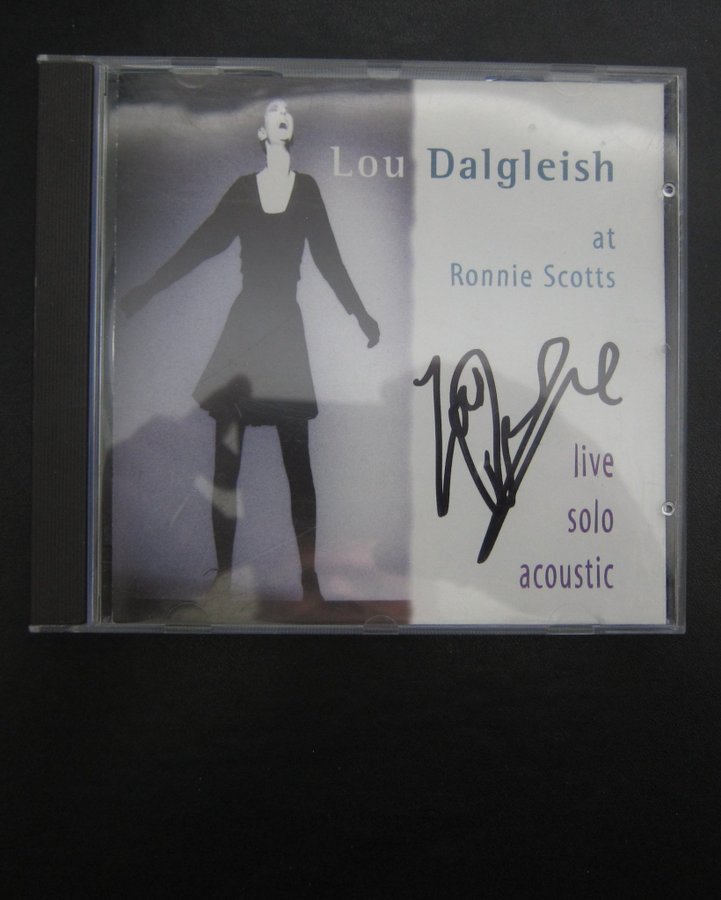 Lou Dalgleish
at
Ronnie Scotts
live
solo
acoustic